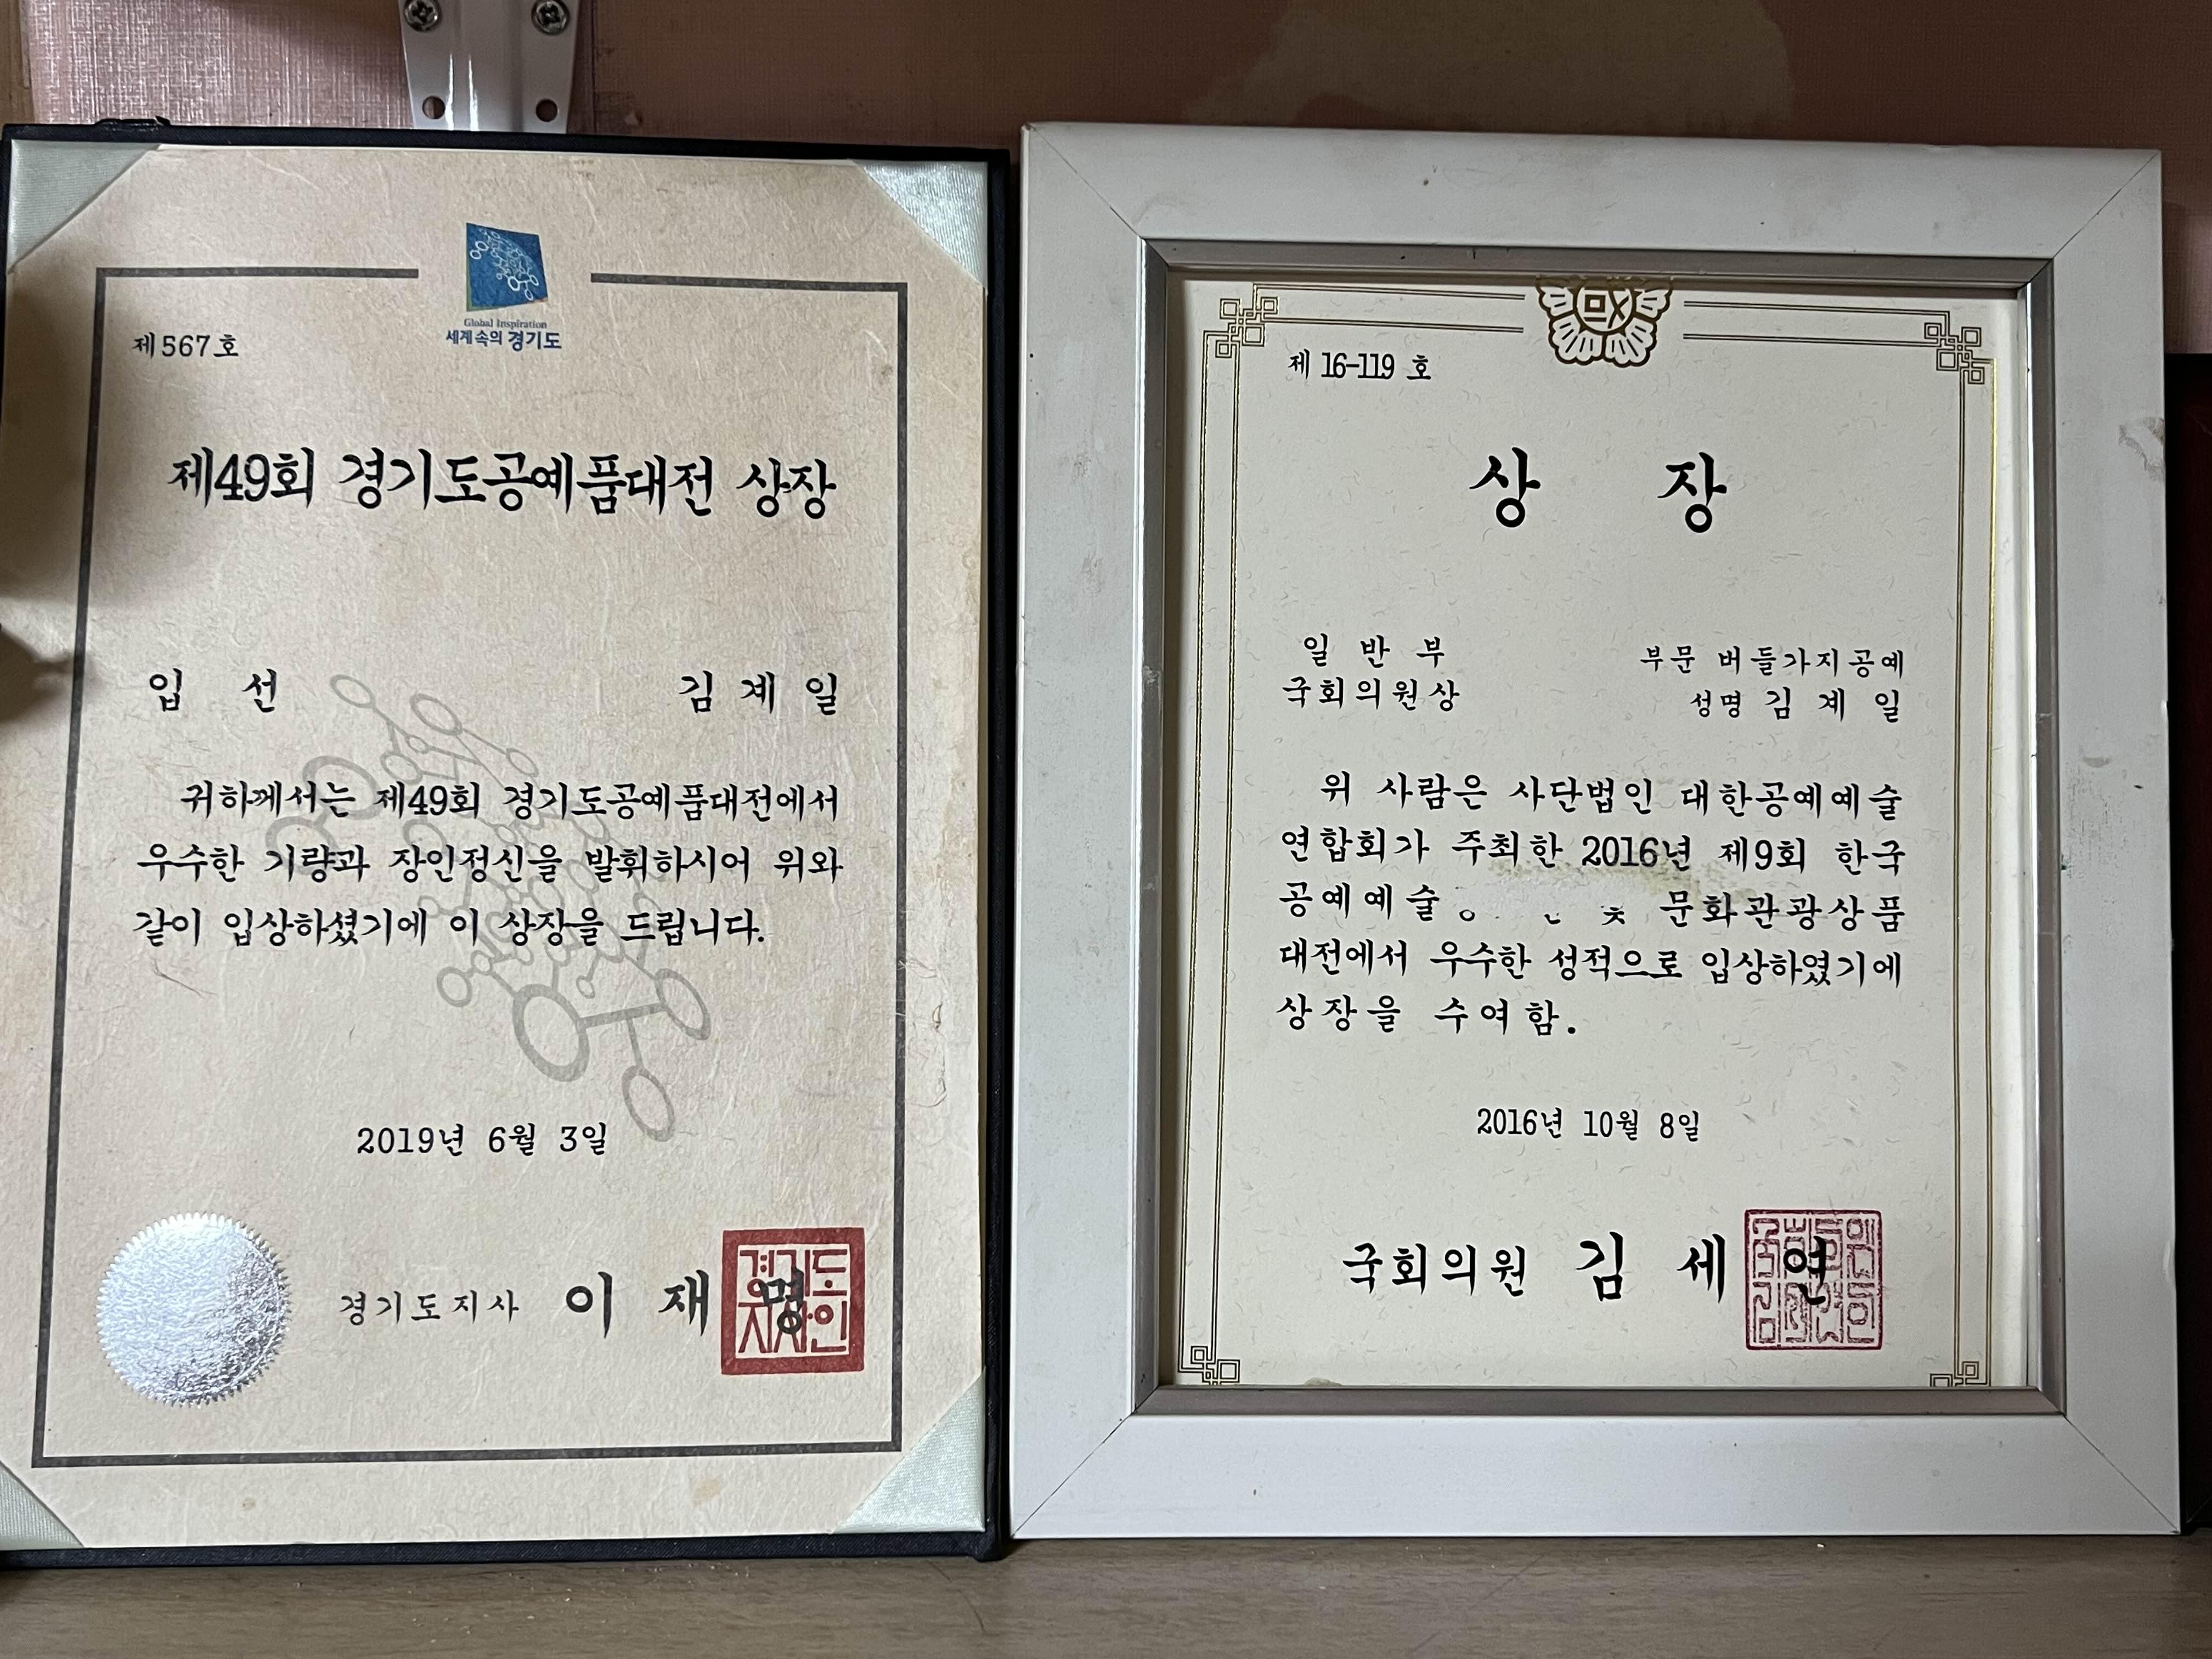 Global Inspiration
세계 속의 경기도
제567호
제49회 경기도공예품대전 상장
입 선 김 계 일
귀하께서는 제49회 경기도공예품대전에서
우수한 기량과 장인정신을 발휘하시어 위와
같이 입상하셨기에 이 상장을 드립니다.
2019년 6월 3일
경기도지사 이 재 명
경기도
지사인
제 16-119 호
상 장
일 반 부
국회의원상
부문 버들가지공예
성명 김 계 일
위 사람은 사단법인 대한공예예술
연합회가 주최한 2016년 제9회 한국
공예예술 문화관광상품
대전에서 우수한 성적으로 입상하였기에
상장을 수여함.
2016년 10월 8일
국회의원 김 세 연